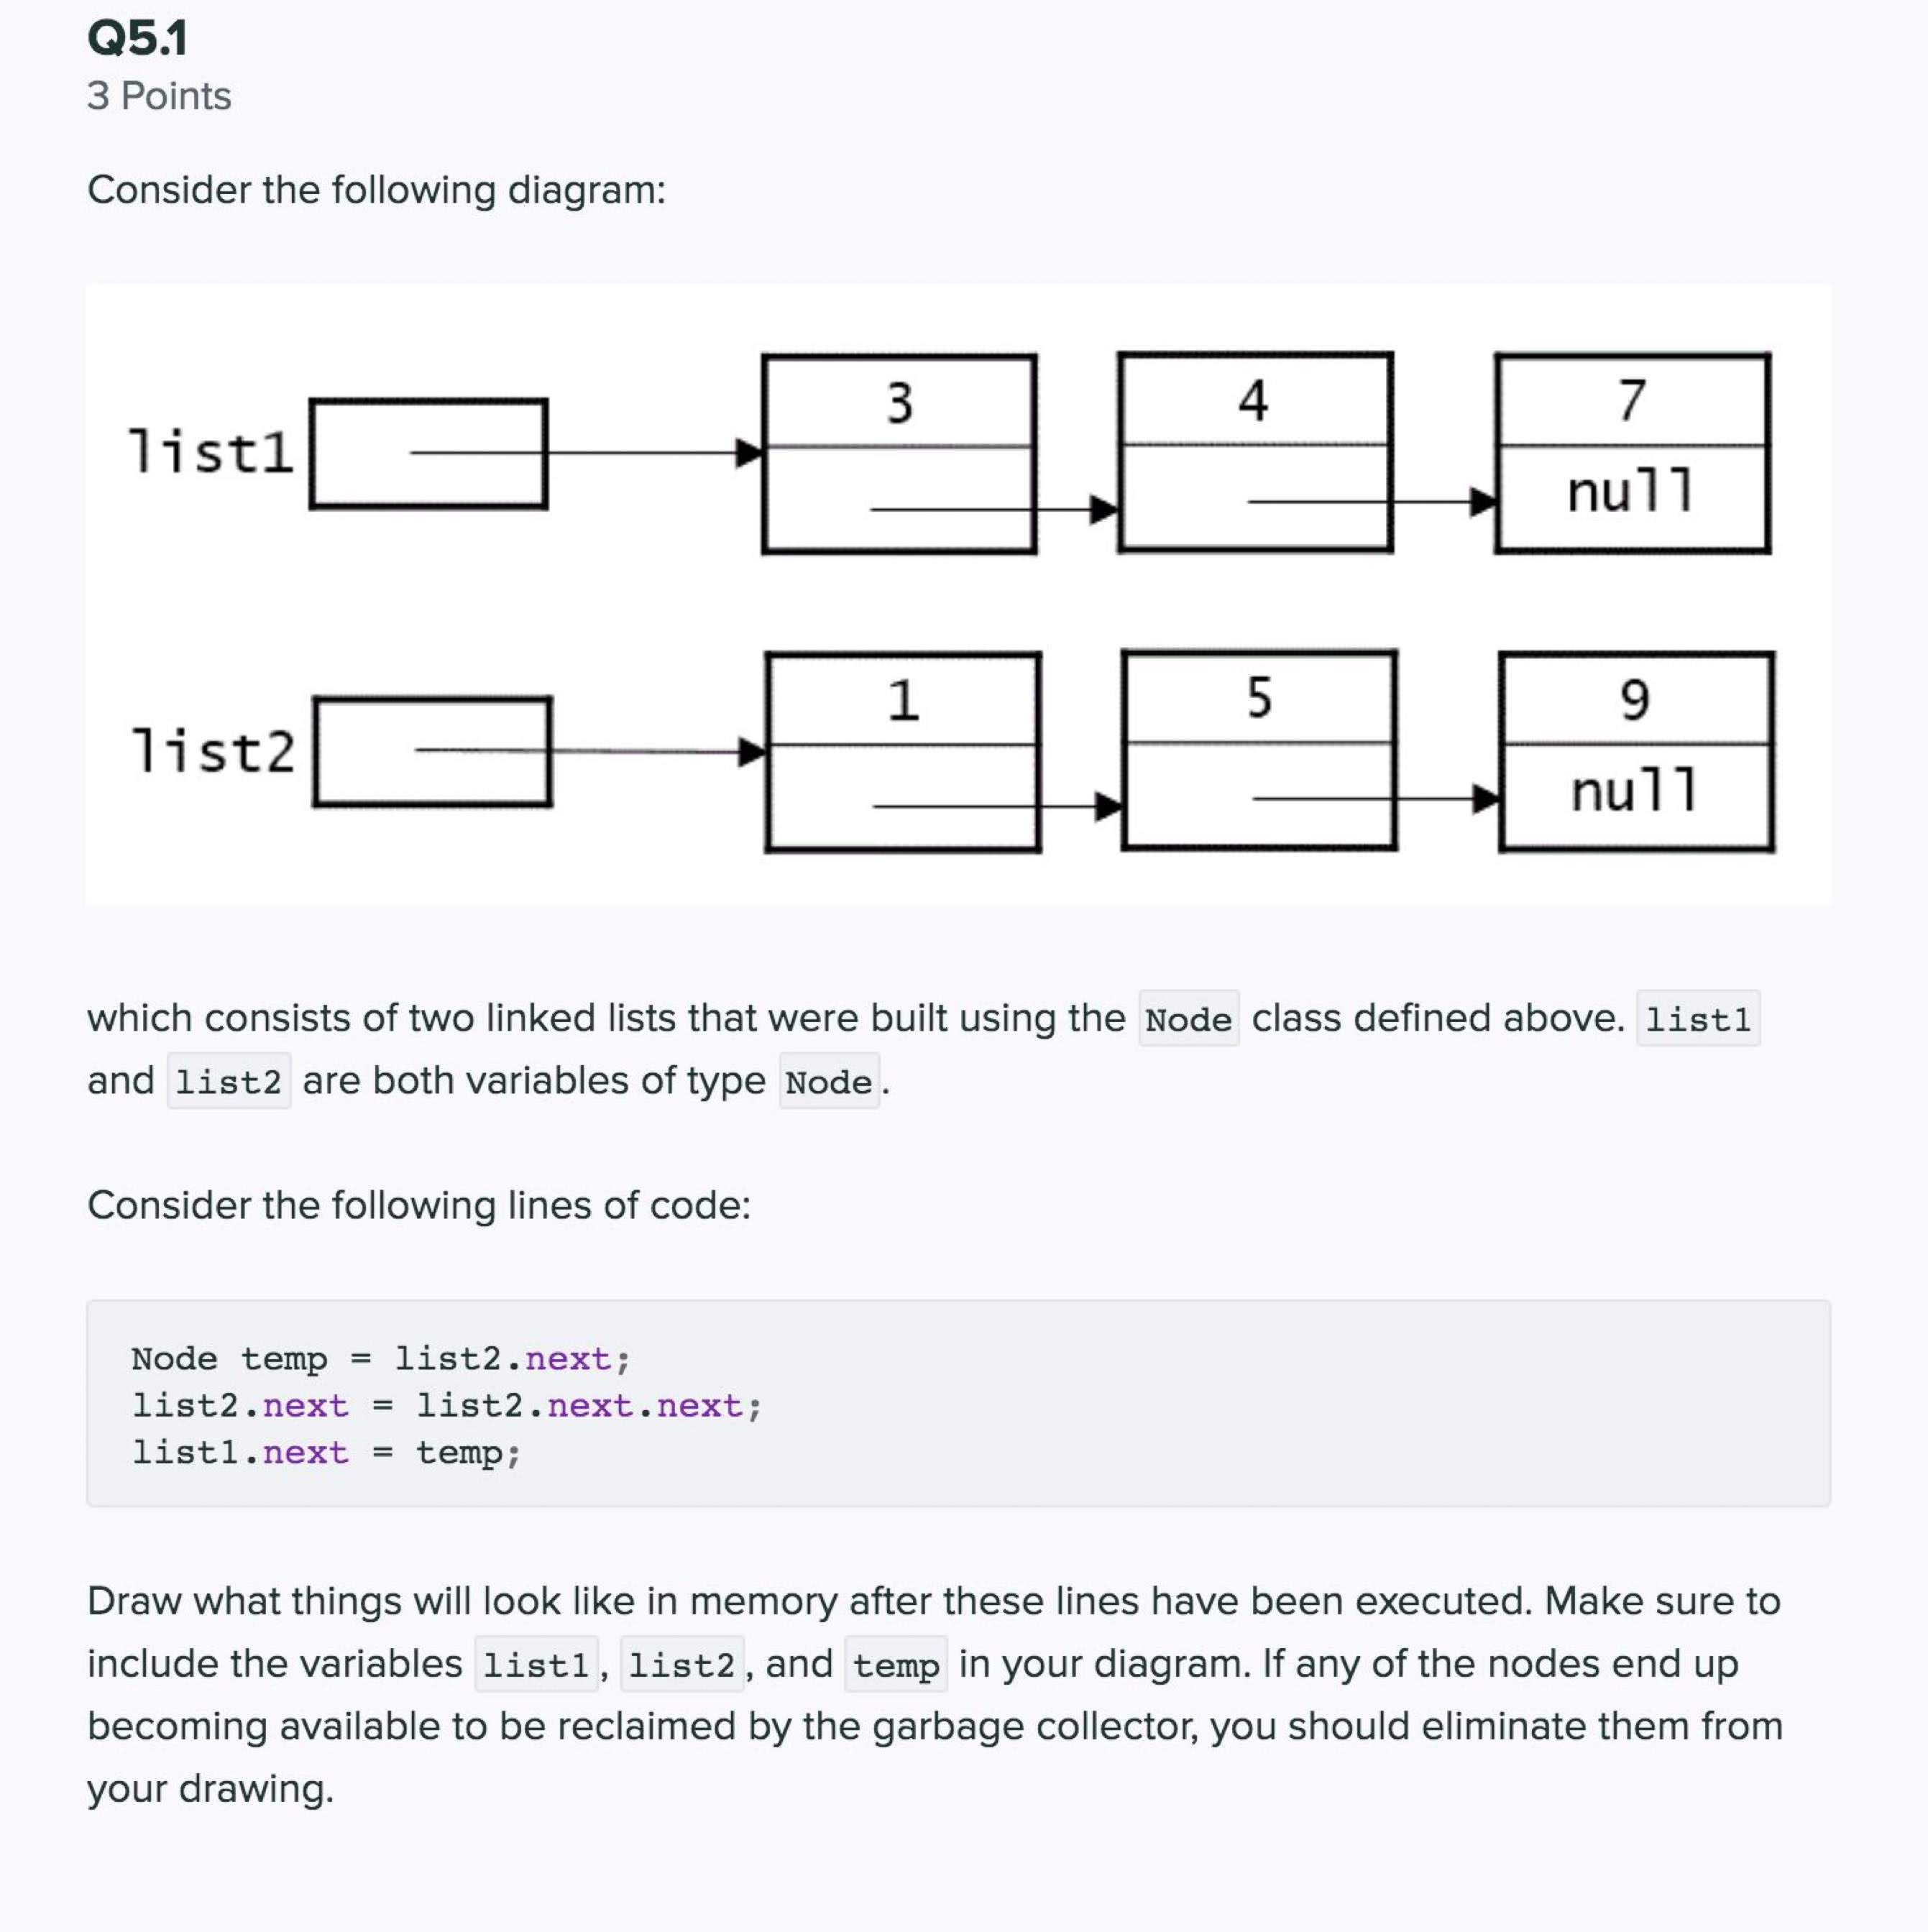 Q5.1
3 Points
Consider the following diagram:
list1
3
4
7
null
list2
1
5
9
null
which consists of two linked lists that were built using the Node class defined above. list1
and list2 are both variables of type Node.
Consider the following lines of code:
Node temp = list2.next;
list2.next = list2.next.next;
list1.next = temp;
Draw what things will look like in memory after these lines have been executed. Make sure to
include the variables list1, list2, and temp in your diagram. If any of the nodes end up
becoming available to be reclaimed by the garbage collector, you should eliminate them from
your drawing.